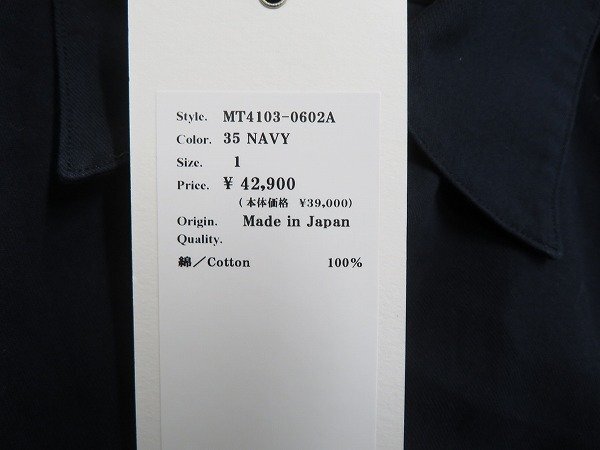 Style. MT4103-0602A
Color. 35 NAVY
Size. 1
Price. ¥ 42,900
(本体価格 ¥39,000)
Origin. Made in Japan
Quality.
綿／Cotton 100%